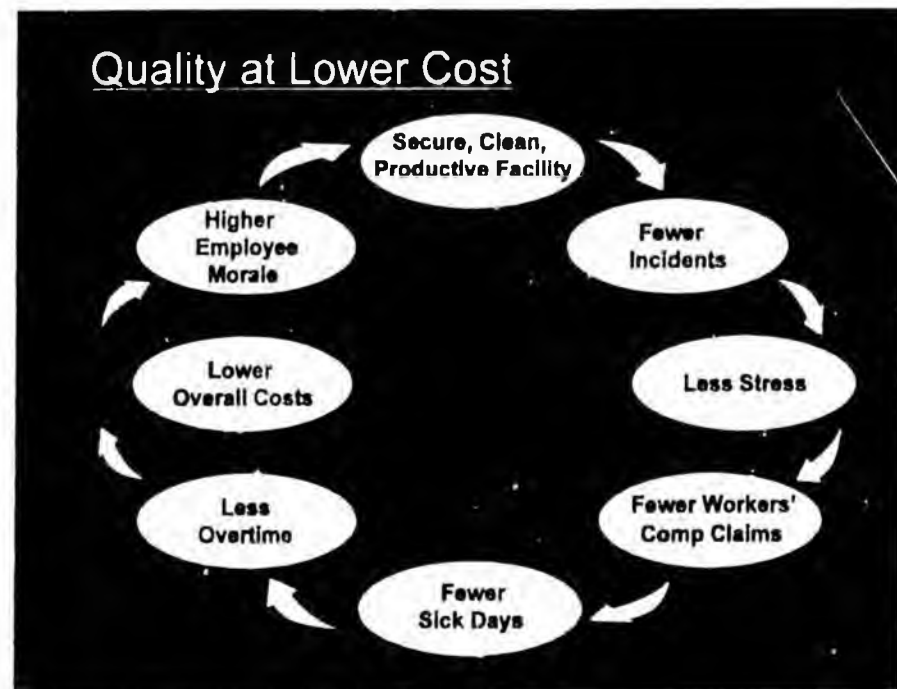 Quality at Lower Cost
Secure, Clean,
Productive Facility
Fewer
Incidents
Less Stress
Fewer Workers'
Comp Claims
Fewer
Sick Days
Less
Overtime
Lower
Overall Costs
Higher
Employee
Morale